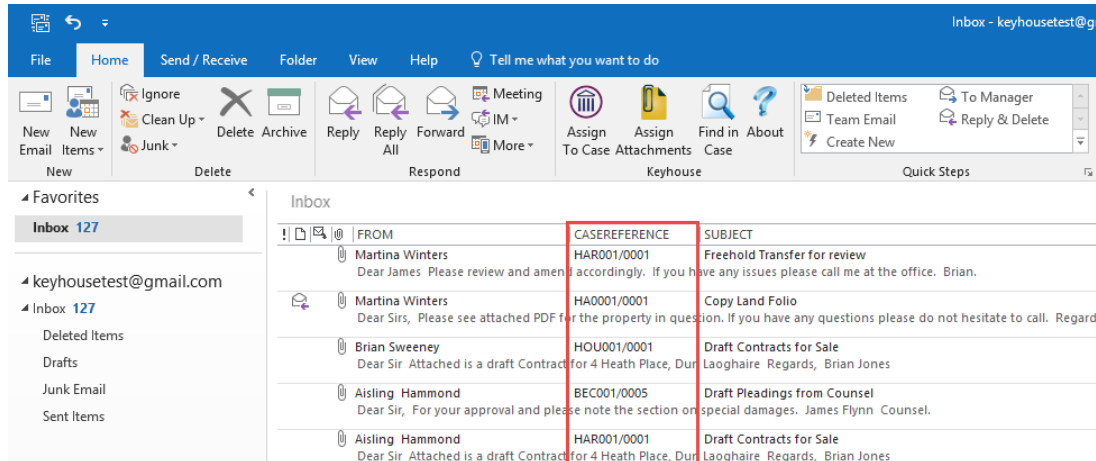 Inbox - keyhousetest@g
File Home Send / Receive Folder View Help Tell me what you want to do
New Email
New Items
Ignore
Clean Up
Junk
Delete
Archive
Reply
Reply All
Forward
Meeting
IM
More
Assign To Case
Assign Attachments
Find in Case
About
Deleted Items
Team Email
Create New
To Manager
Reply & Delete
New Delete Respond Keyhouse Quick Steps
Favorites
Inbox 127
keyhousetest@gmail.com
Inbox 127
Deleted Items
Drafts
Junk Email
Sent Items
Inbox
! FROM CASEREFERENCE SUBJECT
Martina Winters HAR001/0001 Freehold Transfer for review
Dear James Please review and amend accordingly. If you have any issues please call me at the office. Brian.
Martina Winters HA0001/0001 Copy Land Folio
Dear Sirs, Please see attached PDF for the property in question. If you have any questions please do not hesitate to call. Regard
Brian Sweeney HOU001/0001 Draft Contracts for Sale
Dear Sir Attached is a draft Contract for 4 Heath Place, Dun Laoghaire Regards, Brian Jones
Aisling Hammond BEC001/0005 Draft Pleadings from Counsel
Dear Sir, For your approval and please note the section on special damages. James Flynn Counsel.
Aisling Hammond HAR001/0001 Draft Contracts for Sale
Dear Sir Attached is a draft Contract for 4 Heath Place, Dun Laoghaire Regards, Brian Jones